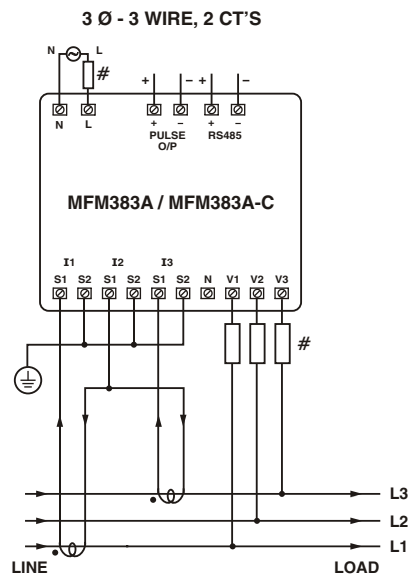 3 Ø - 3 WIRE, 2 CT'S
N L
#
+ – + –
N L + – + –
PULSE O/P RS485
MFM383A / MFM383A-C
I1 I2 I3
S1 S2 S1 S2 S1 S2 N V1 V2 V3
#
L3
L2
L1
LINE LOAD